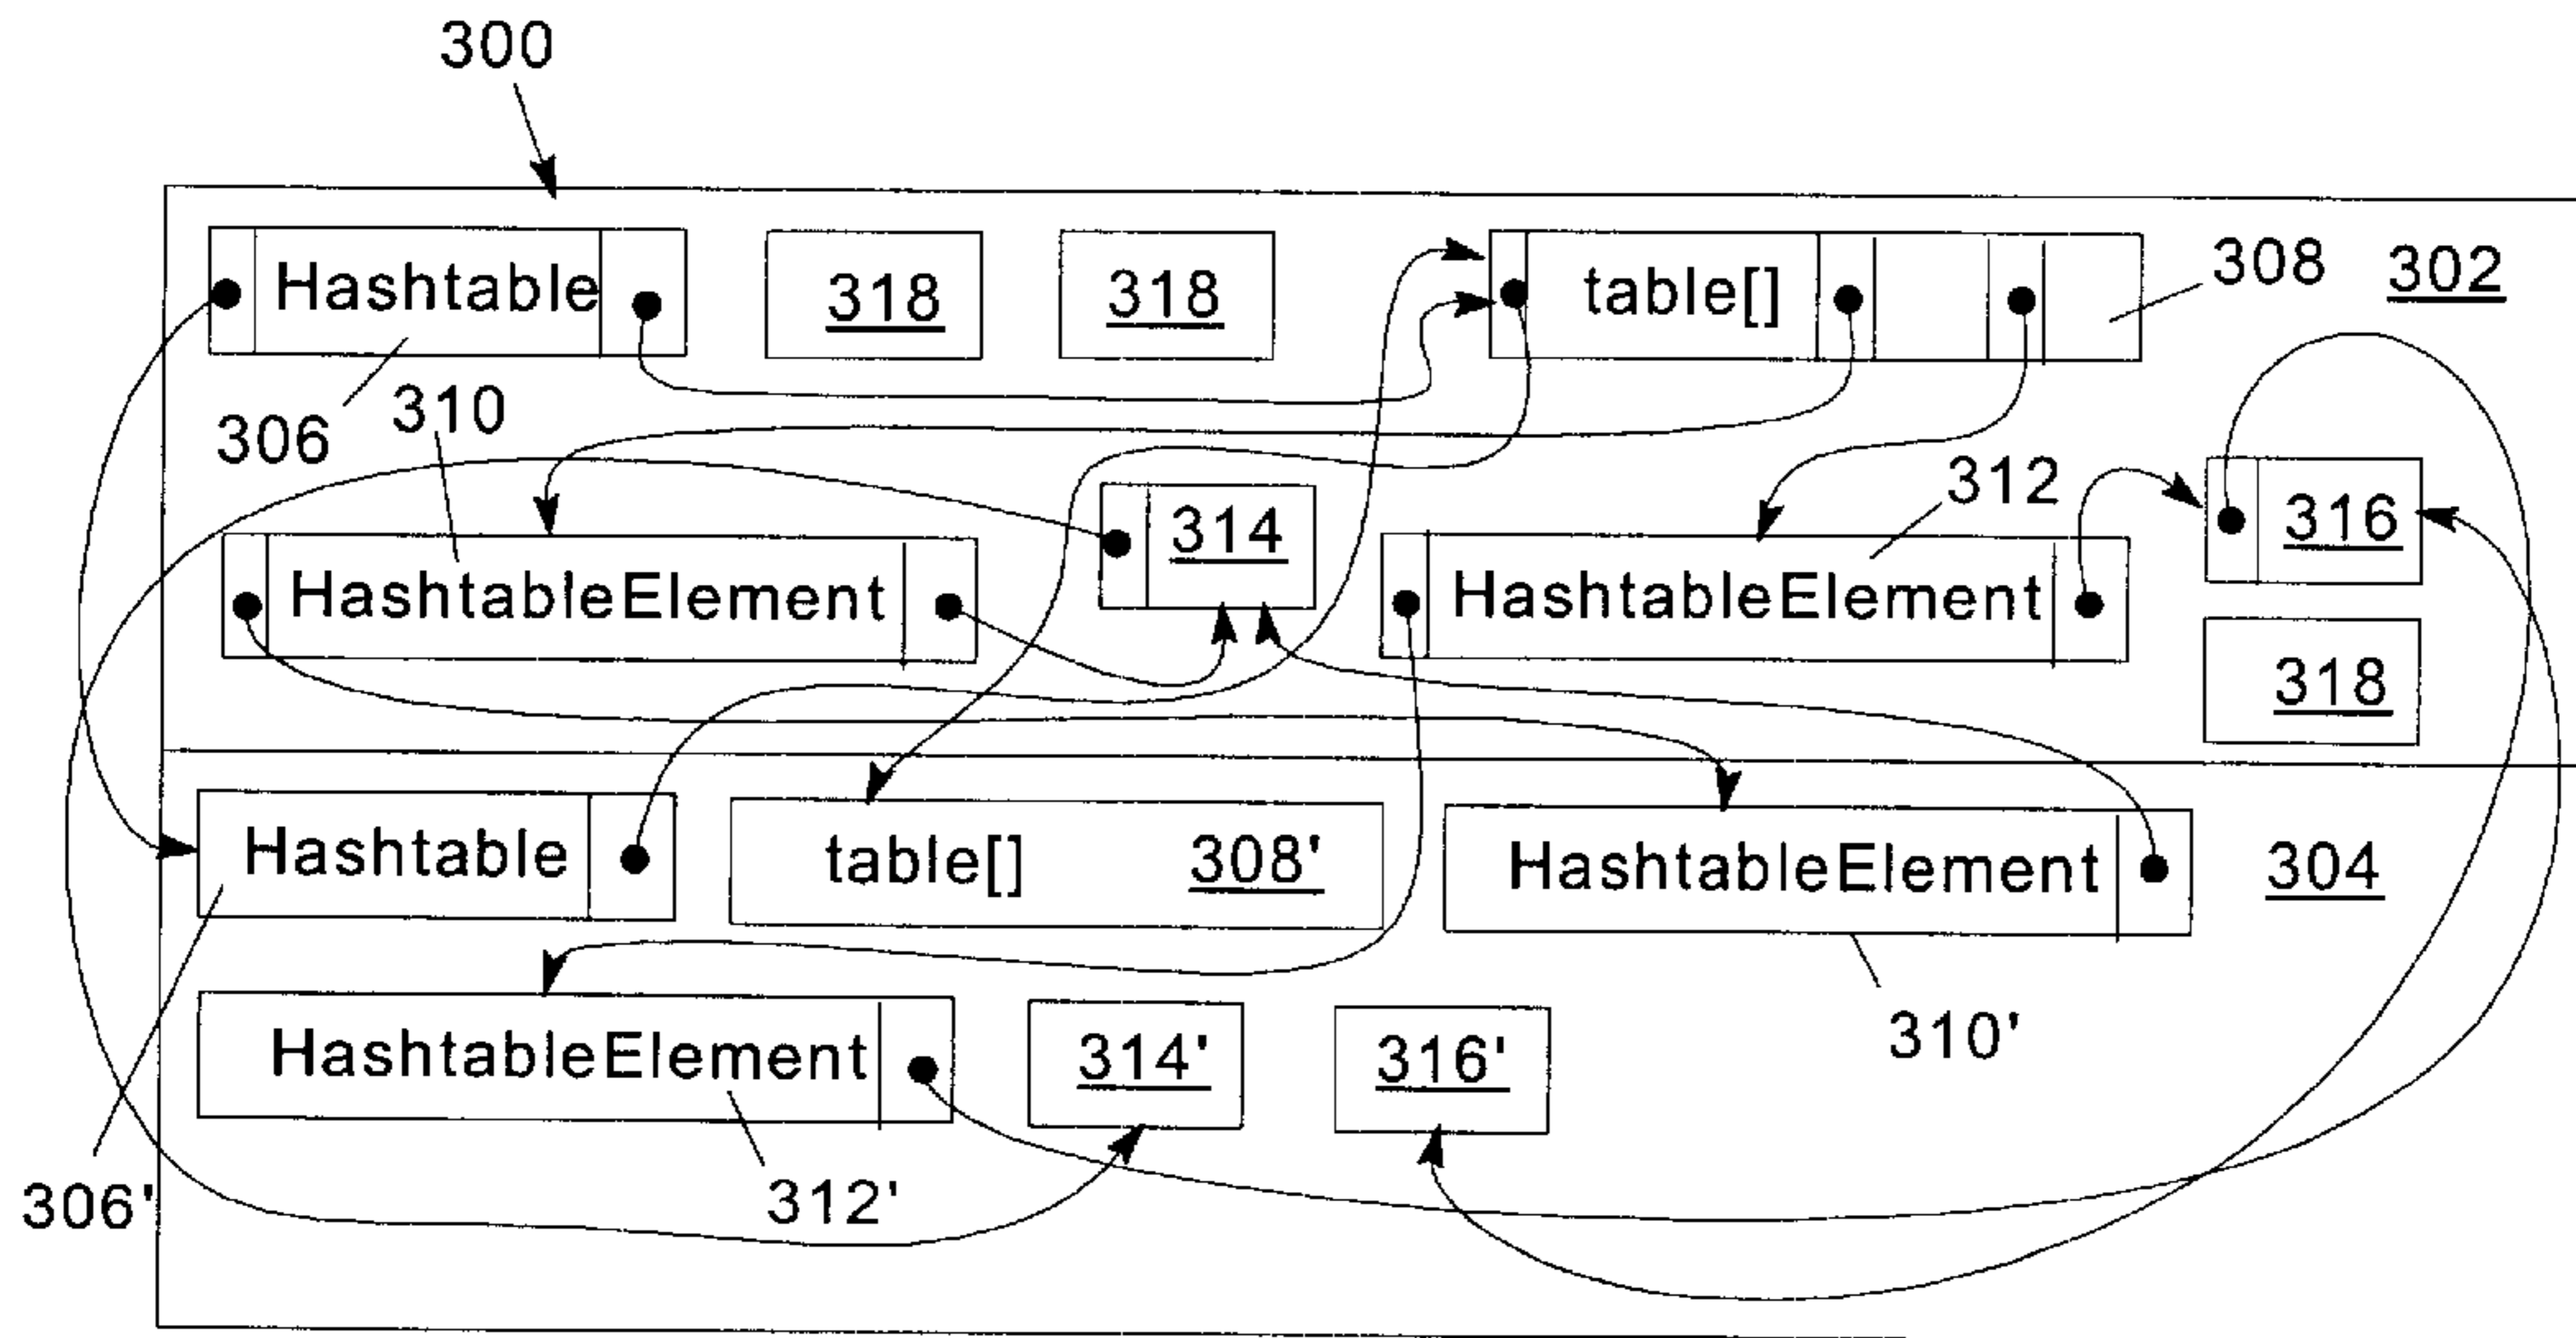 300
Hashtable 318 318 table[] 308 302
306 310
312 316
HashtableElement 314 HashtableElement
318
Hashtable table[] 308' HashtableElement 304
HashtableElement 314' 316' 310'
306' 312'